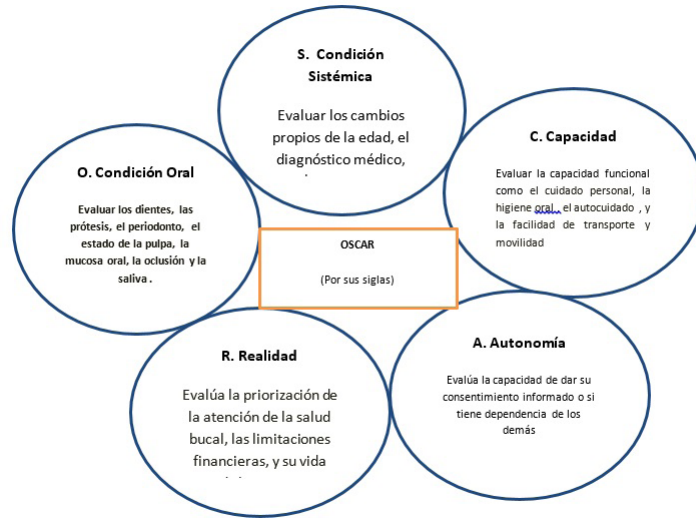 S. Condición
Sistémica
Evaluar los cambios
propios de la edad, el
diagnóstico médico,
O. Condición Oral
Evaluar los dientes, las
prótesis, el periodonto, el
estado de la pulpa, la
mucosa oral, la oclusión y la
saliva .
C. Capacidad
Evaluar la capacidad funcional
como el cuidado personal, la
higiene oral , el autocuidado , y
la facilidad de transporte y
movilidad
OSCAR
(Por sus siglas)
R. Realidad
Evalúa la priorización de
la atención de la salud
bucal, las limitaciones
financieras, y su vida
A. Autonomía
Evalúa la capacidad de dar su
consentimiento informado o si
tiene dependencia de los
demás